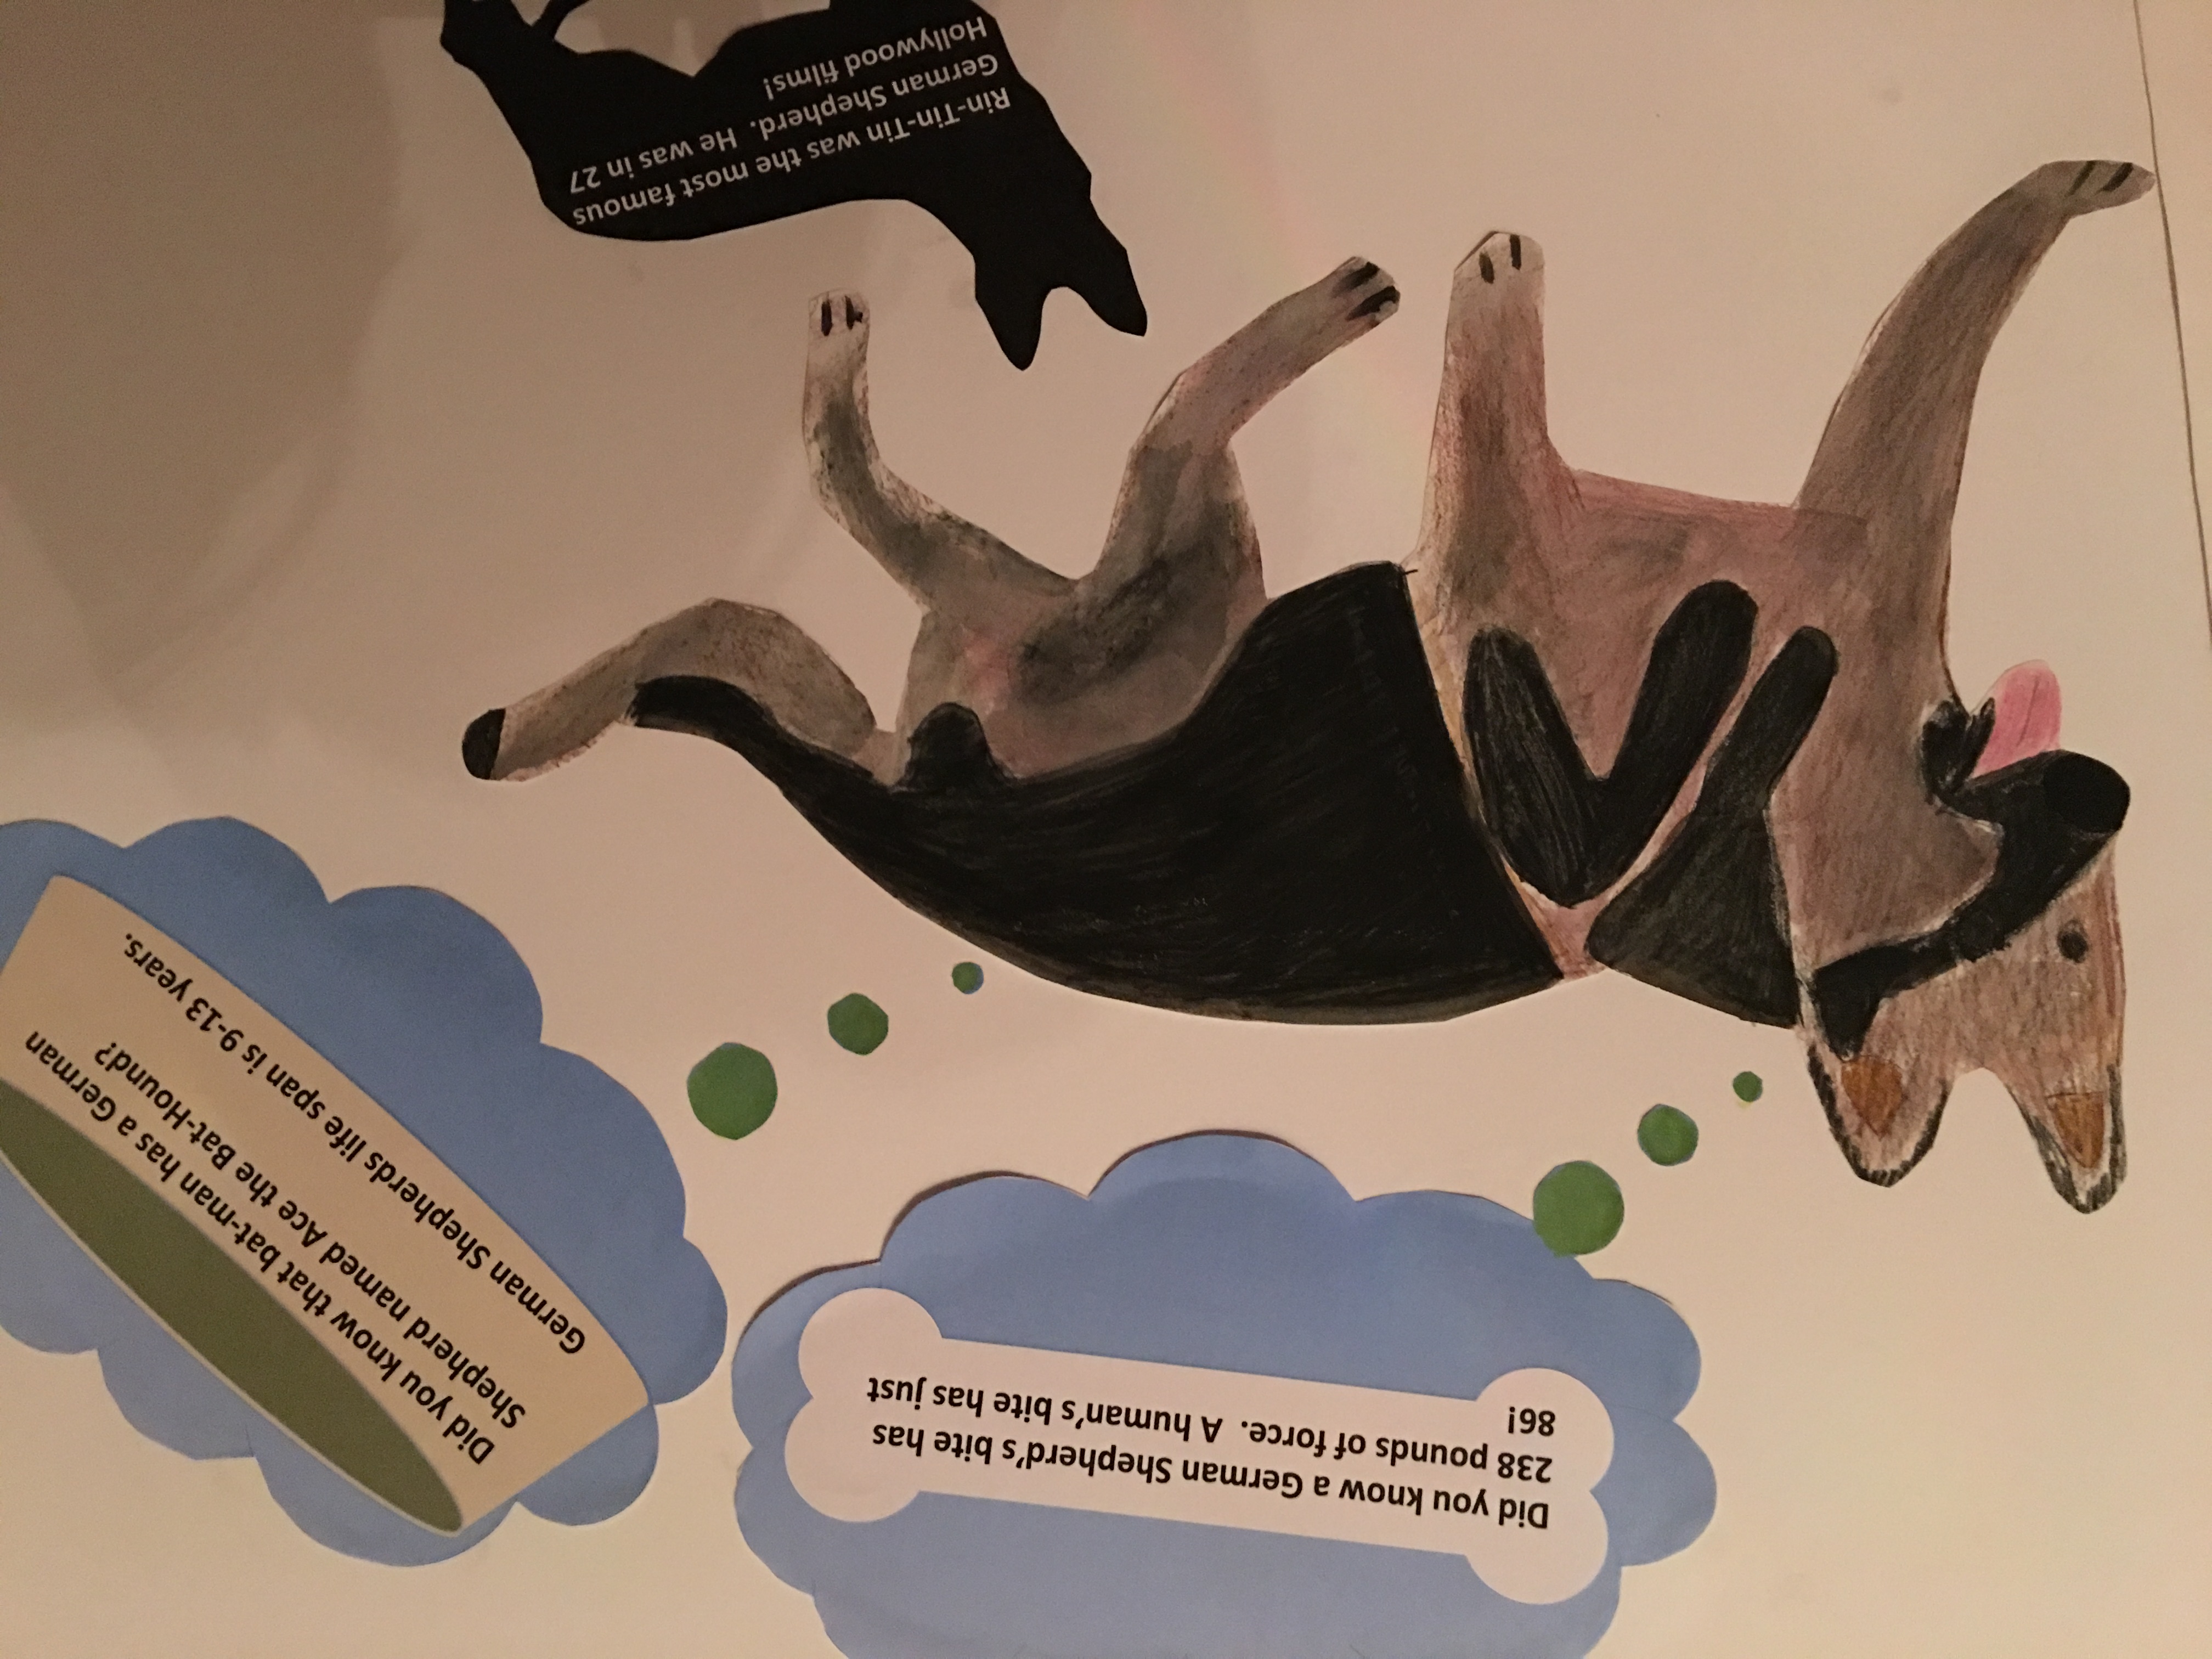 Did you know a German Shepherd's bite has
238 pounds of force.  A human's bite has just
86!
Did you know that bat-man has a German
Shepherd named Ace the Bat-Hound?
German Shepherds life span is 9-13 years.
Rin-Tin-Tin was the most famous
German Shepherd.  He was in 27
Hollywood films!